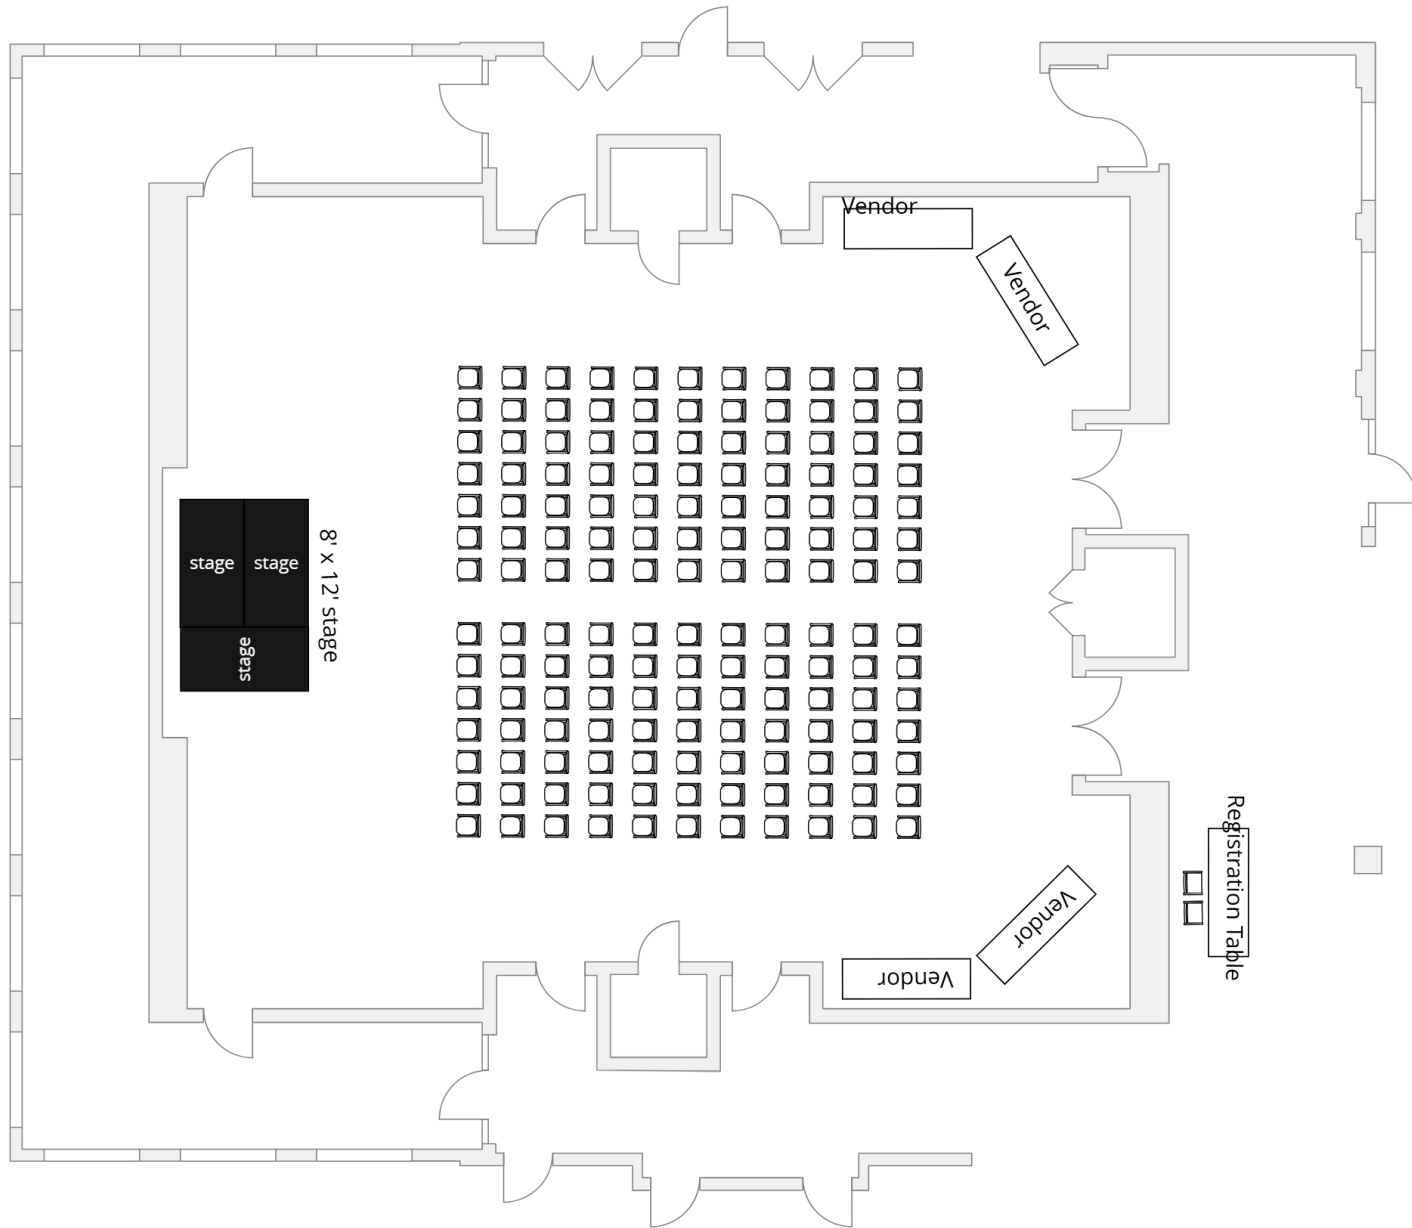 Vendor
Vendor
stage
stage
stage
8' x 12' stage
Vendor
Vendor
Registration Table